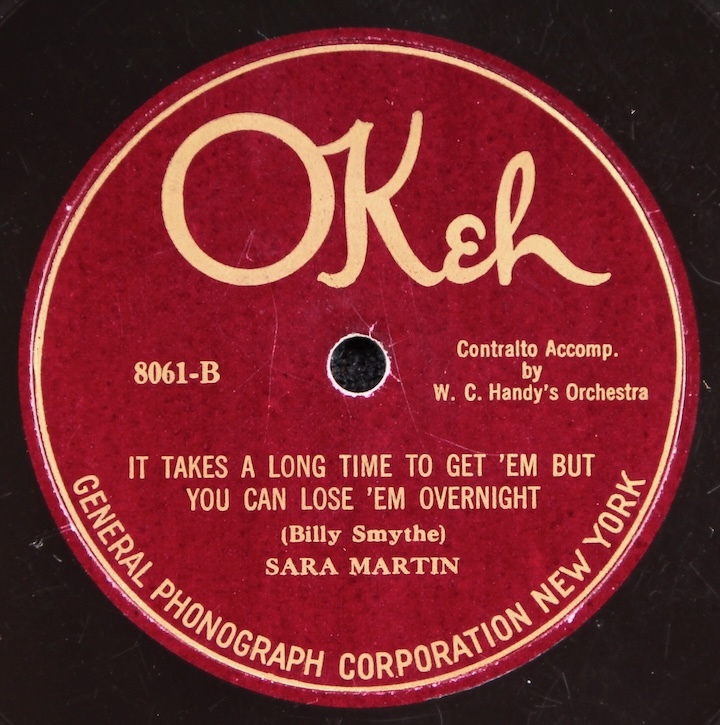 OKeh
8061-B
Contralto Accomp.
by
W. C. Handy's Orchestra
IT TAKES A LONG TIME TO GET 'EM BUT
YOU CAN LOSE 'EM OVERNIGHT
(Billy Smythe)
SARA MARTIN
GENERAL PHONOGRAPH CORPORATION NEW YORK